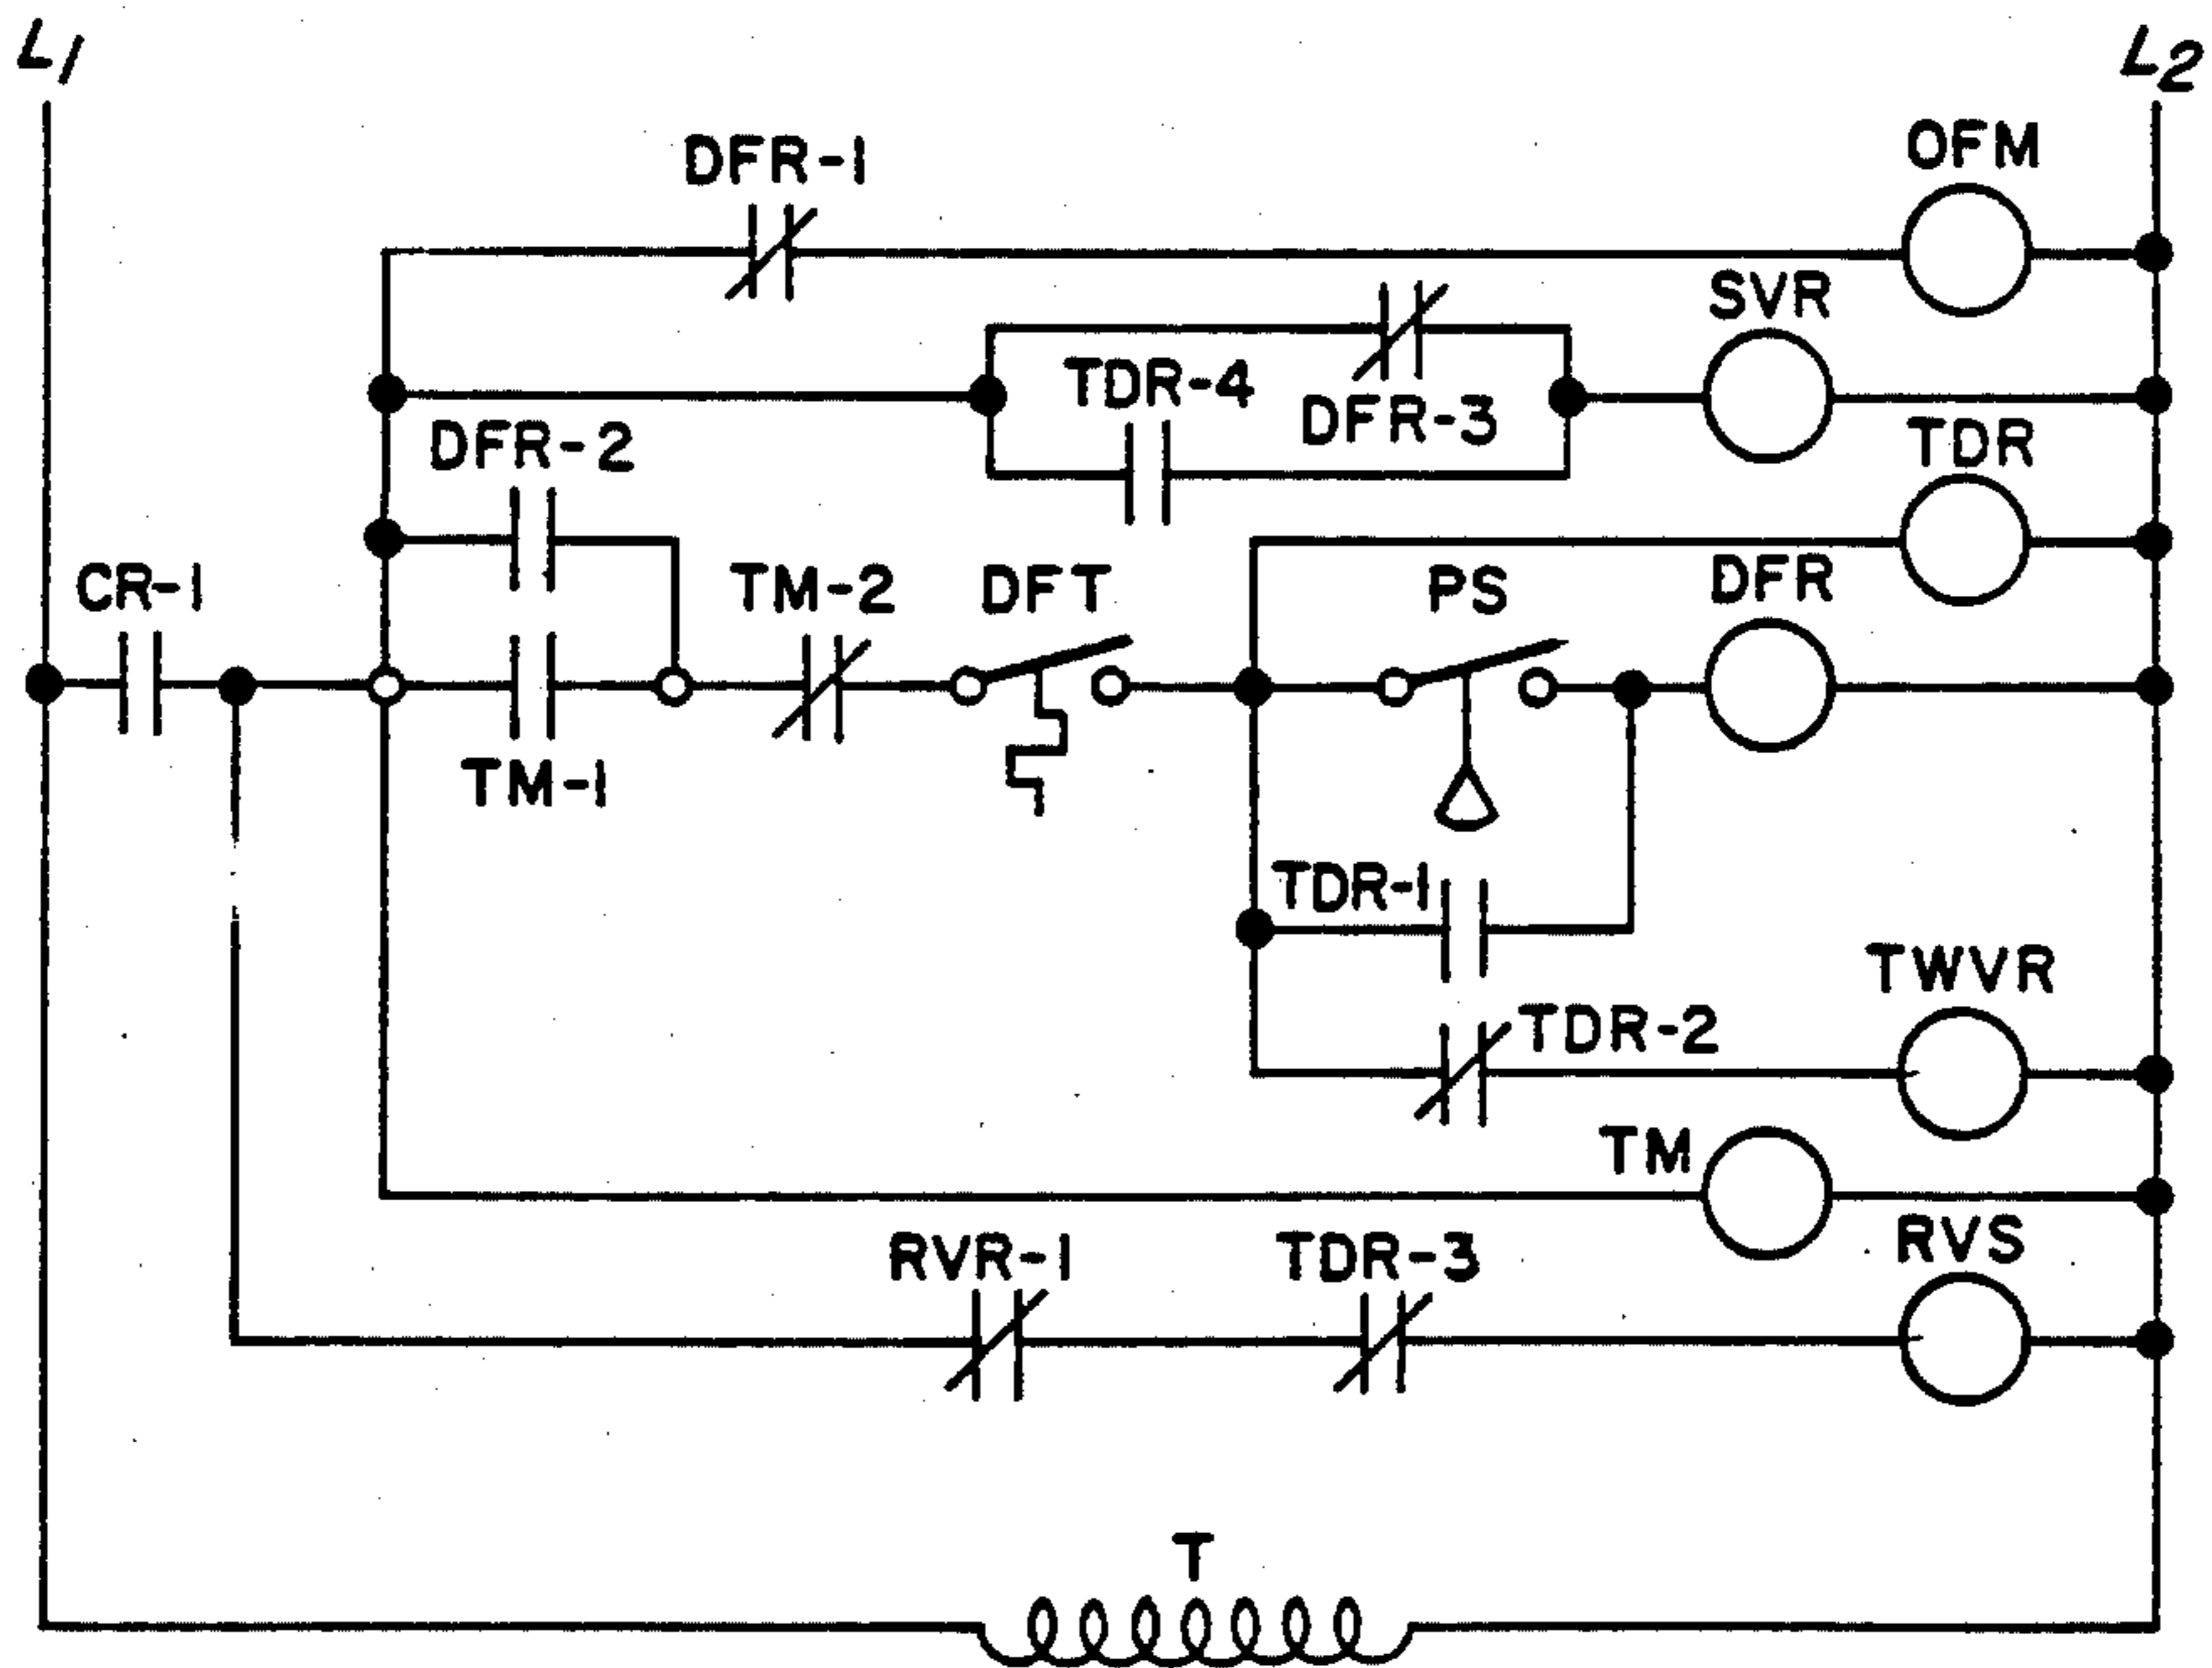 L1
L2
OFM
DFR-1
SVR
TDR-4
DFR-3
TDR
DFR-2
CR-1
TM-2
DFT
PS
DFR
TM-1
TDR-1
TWVR
TDR-2
TM
RVS
RVR-1
TDR-3
T